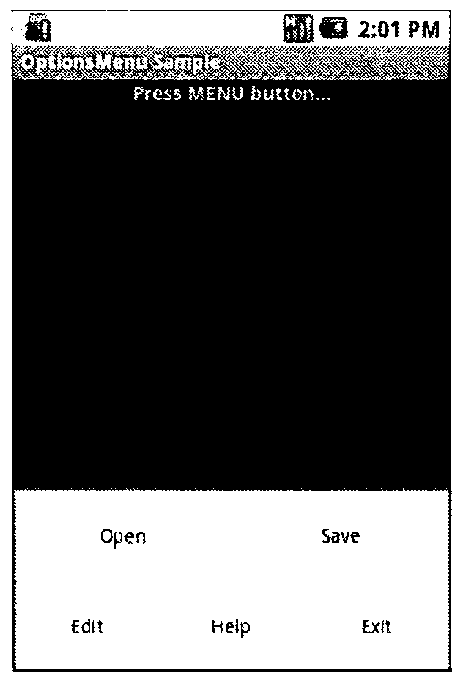 2:01 PM
OptionsMenu Sample
Press MENU button...
Open Save
Edit Help Exit